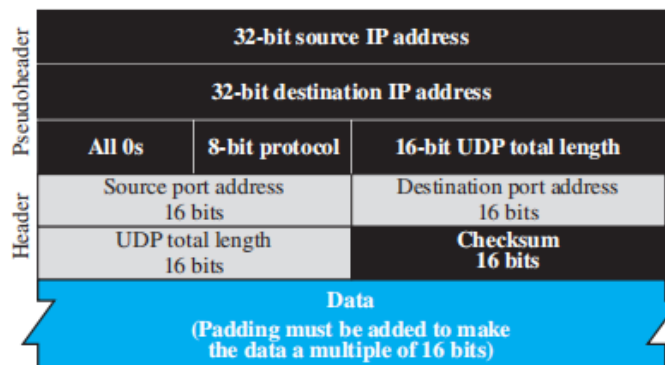 Pseudoheader
32-bit source IP address
32-bit destination IP address
All 0s 8-bit protocol 16-bit UDP total length
Header
Source port address Destination port address
16 bits 16 bits
UDP total length Checksum
16 bits 16 bits
Data
(Padding must be added to make
the data a multiple of 16 bits)